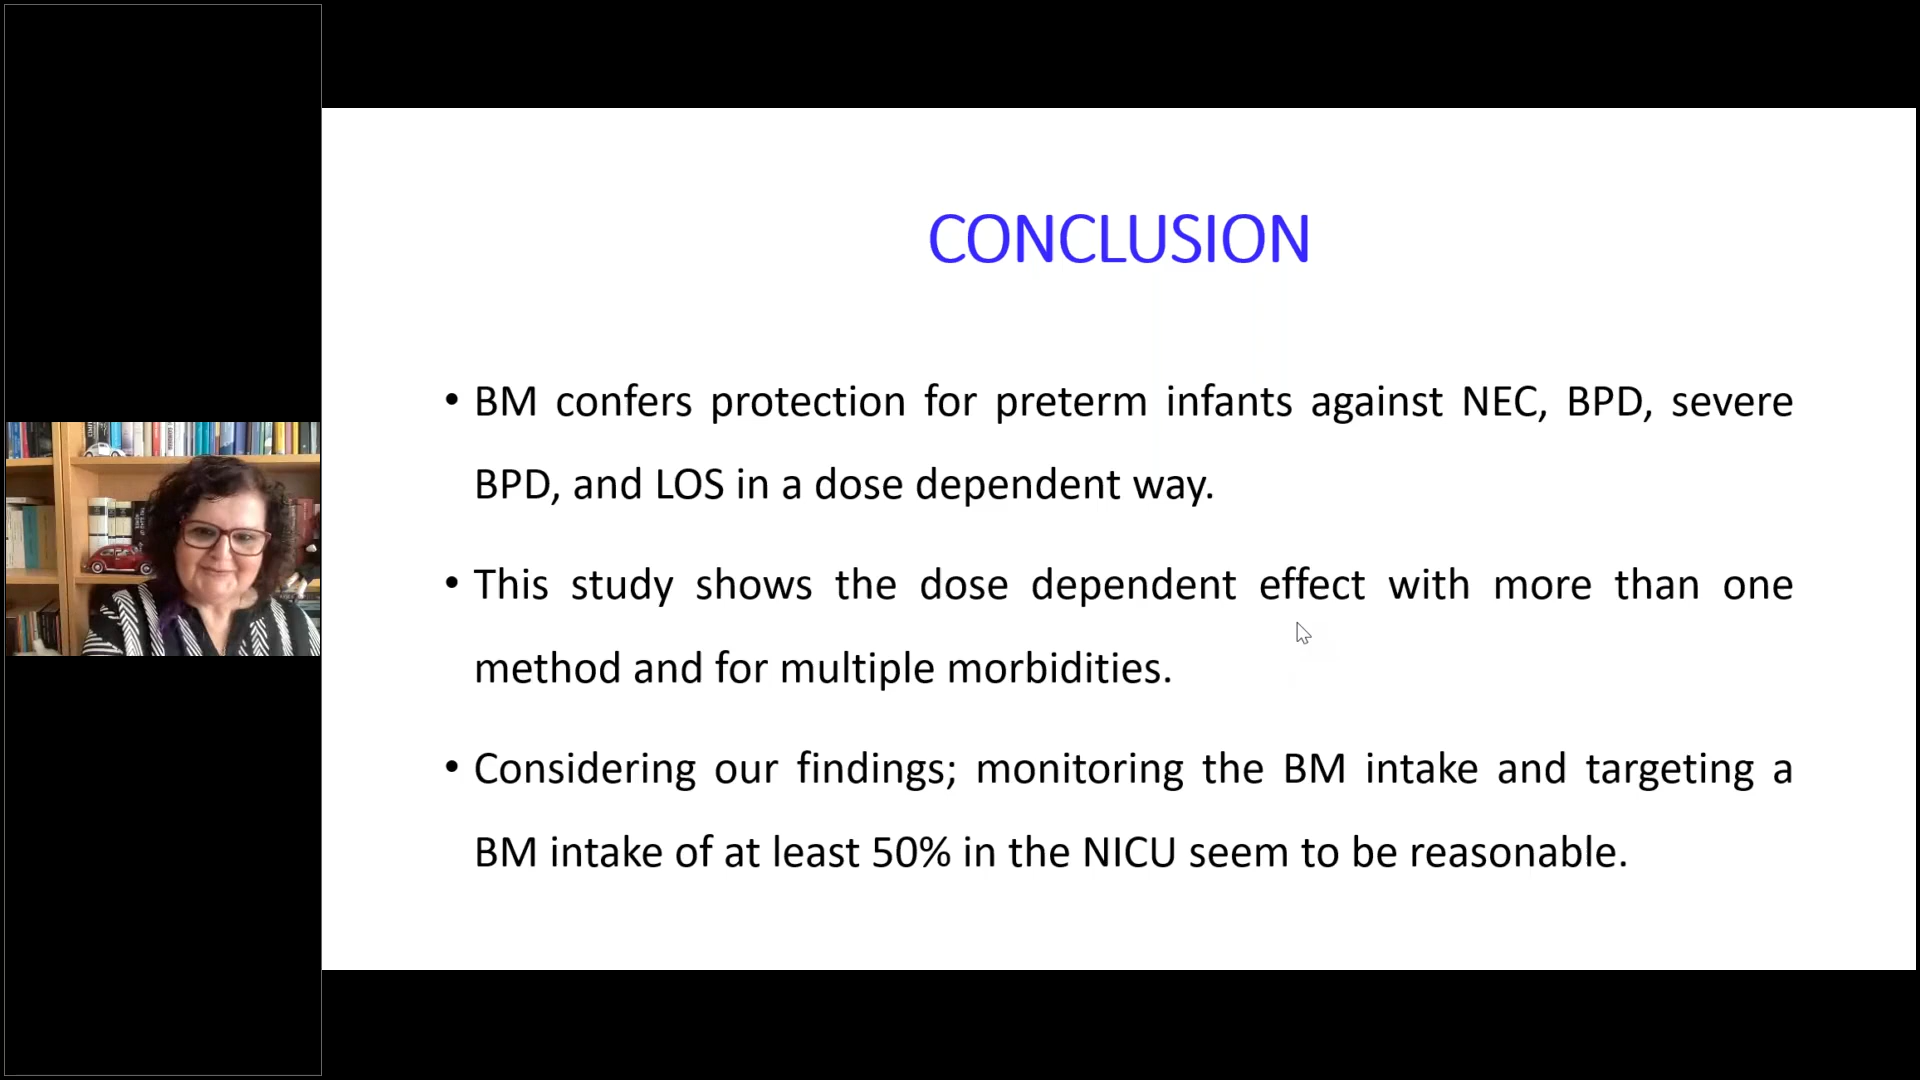 CONCLUSION
• BM confers protection for preterm infants against NEC, BPD, severe
BPD, and LOS in a dose dependent way.
• This study shows the dose dependent effect with more than one
method and for multiple morbidities.
• Considering our findings; monitoring the BM intake and targeting a
BM intake of at least 50% in the NICU seem to be reasonable.